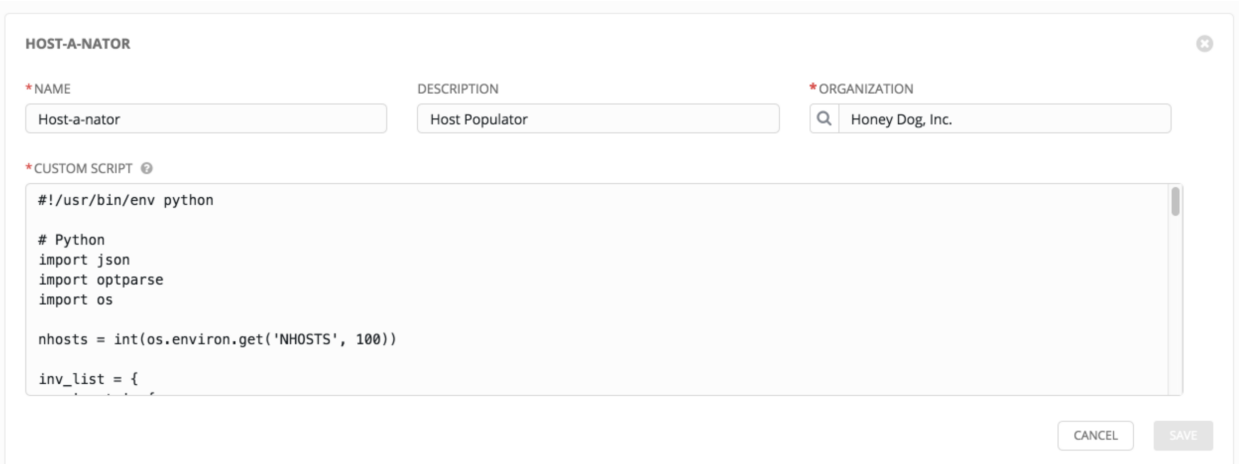 HOST-A-NATOR
*NAME
DESCRIPTION
*ORGANIZATION
Host-a-nator
Host Populator
Honey Dog, Inc.
*CUSTOM SCRIPT
#!/usr/bin/env python
# Python
import json
import optparse
import os
nhosts = int(os.environ.get('NHOSTS', 100))
inv_list = {
CANCEL
SAVE